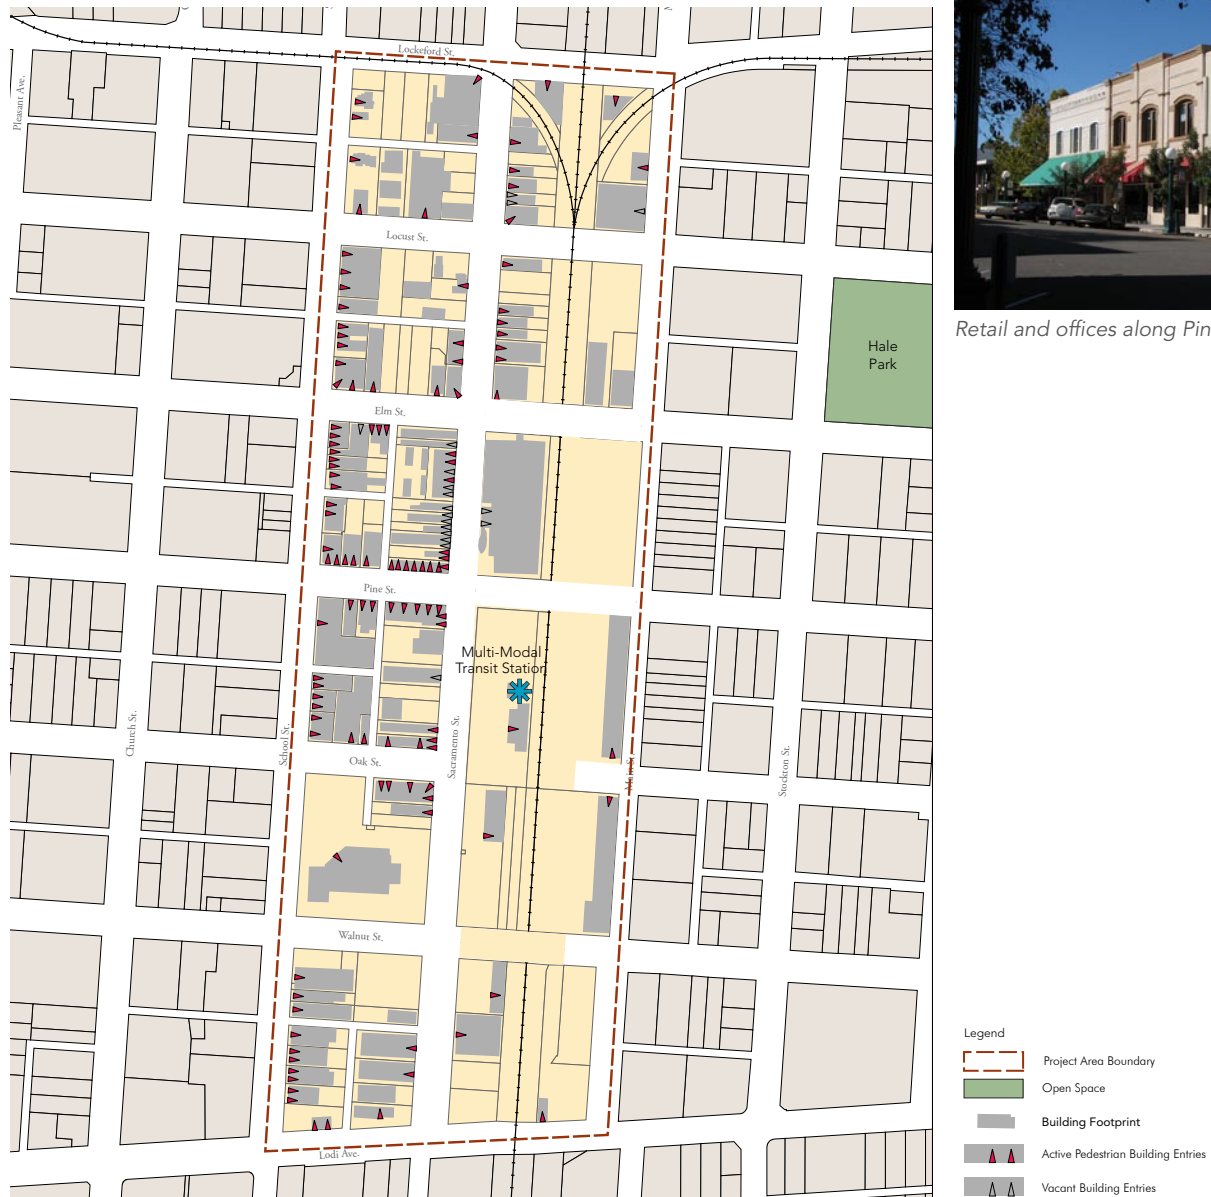 Lockeford St.
Pleasant Ave.
Locust St.
Hale
Park
Retail and offices along Pin
Elm St.
Pine St.
Multi-Modal
Transit Station
Church St.
School St.
Sacramento St.
Oak St.
Main St.
Stockton St.
Walnut St.
Lodi Ave.
Legend
Project Area Boundary
Open Space
Building Footprint
Active Pedestrian Building Entries
Vacant Building Entries